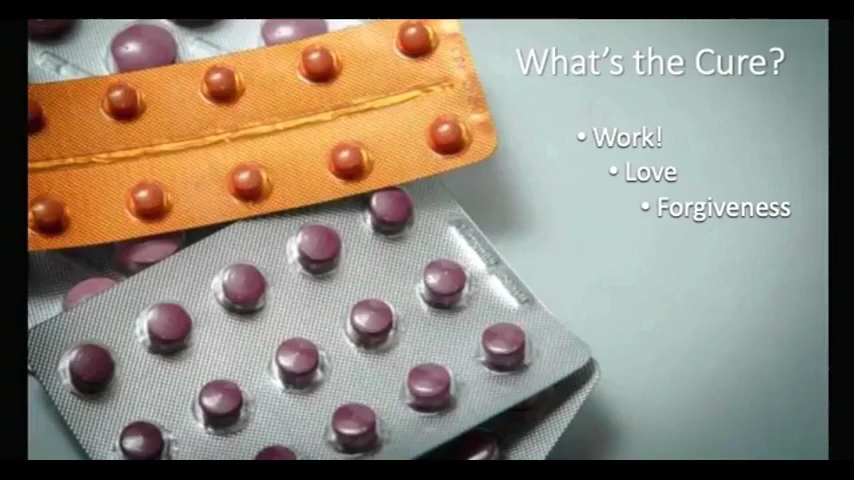 What's the Cure?
• Work!
• Love
• Forgiveness